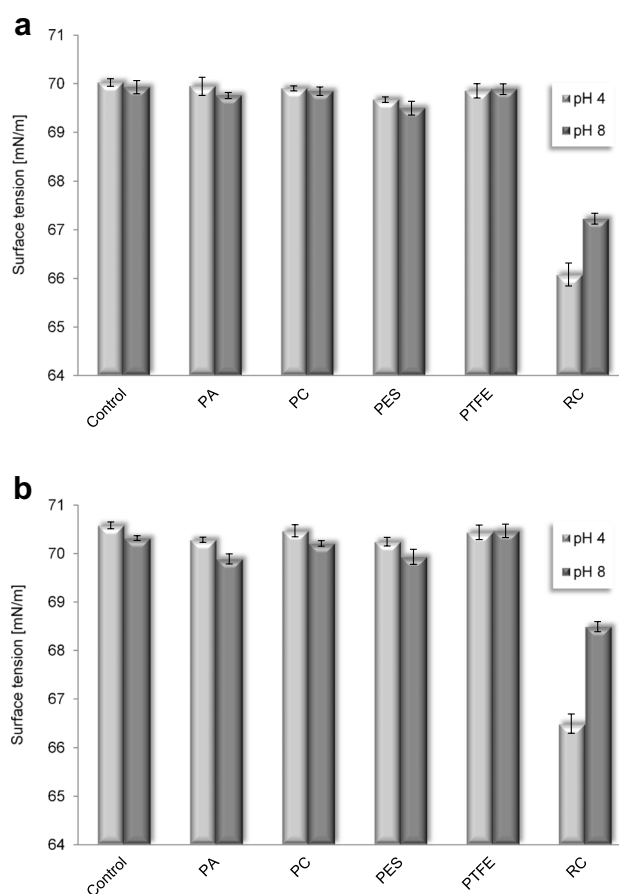 a
71
70
69
68
67
66
65
64
Surface tension [mN/m]
pH 4
pH 8
Control
PA
PC
PES
PTFE
RC
b
71
70
69
68
67
66
65
64
Surface tension [mN/m]
pH 4
pH 8
Control
PA
PC
PES
PTFE
RC